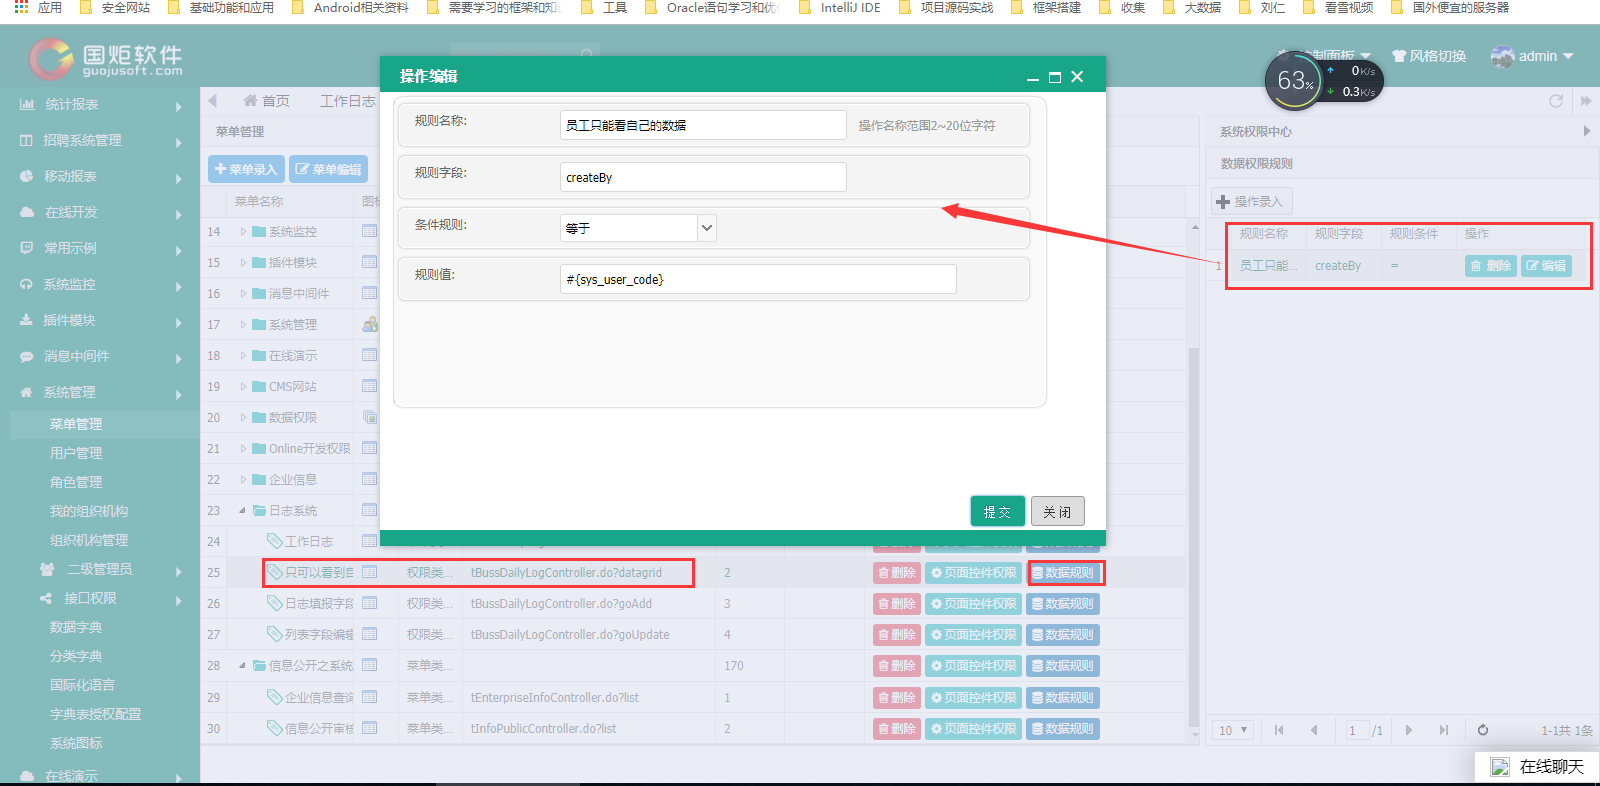 应用 安全网站 基础功能和应用 Android相关资料 需要学习的框架和知 工具 Oracle语句学习和优 IntelliJ IDE 项目源码实战 框架搭建 收集 大数据 刘仁 看雪视频 国外便宜的服务器
国炬软件
guojusoft.com
制面板 风格切换 admin
63%
0K/s
0.3K/s
统计报表
招聘系统管理
移动报表
在线开发
常用示例
系统监控
插件模块
消息中间件
系统管理
菜单管理
用户管理
角色管理
我的组织机构
组织机构管理
二级管理员
接口权限
数据字典
分类字典
国际化语言
字典表授权配置
系统图标
在线演示
首页 工作日志
菜单管理
菜单录入 菜单编辑
菜单名称 图标
14 系统监控
15 插件模块
16 消息中间件
17 系统管理
18 在线演示
19 CMS网站
20 数据权限
21 Online开发权限
22 企业信息
23 日志系统
24 工作日志
25 只可以看到自 权限类... tBussDailyLogController.do?datagrid 2 删除 页面控件权限 数据规则
26 日志填报字段 权限类... tBussDailyLogController.do?goAdd 3 删除 页面控件权限 数据规则
27 列表字段编辑 权限类... tBussDailyLogController.do?goUpdate 4 删除 页面控件权限 数据规则
28 信息公开之系统 菜单类... 170 删除 页面控件权限 数据规则
29 企业信息查询 菜单类... tEnterpriseInfoController.do?list 1 删除 页面控件权限 数据规则
30 信息公开审核 菜单类... tInfoPublicController.do?list 2 删除 页面控件权限 数据规则
操作编辑
规则名称: 员工只能看自己的数据 操作名称范围2~20位字符
规则字段: createBy
条件规则: 等于
规则值: #{sys_user_code}
提交 关闭
系统权限中心
数据权限规则
操作录入
规则名称 规则字段 规则条件 操作
1 员工只能... createBy = 删除 编辑
10 1 /1 1-1共 1条
在线聊天